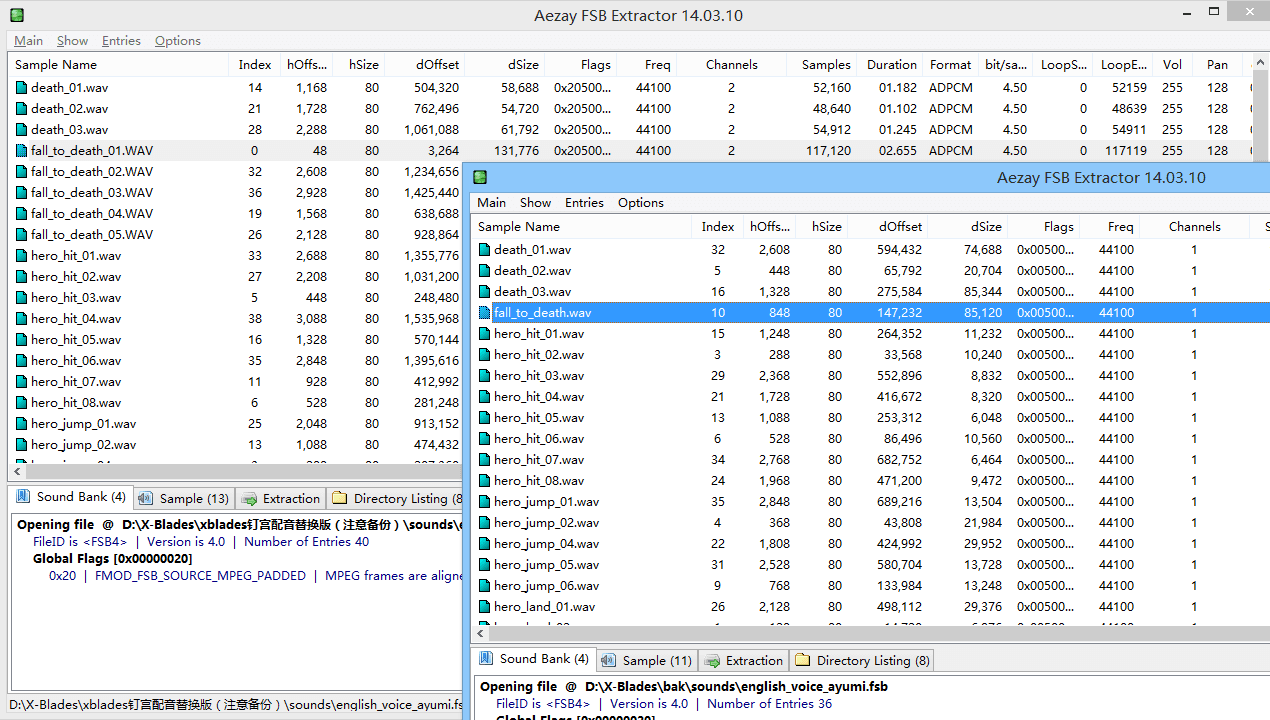 Aezay FSB Extractor 14.03.10
Main Show Entries Options
Sample Name Index hOffs... hSize dOffset dSize Flags Freq Channels Samples Duration Format bit/sa... LoopS... LoopE... Vol Pan
death_01.wav 14 1,168 80 504,320 58,688 0x20500... 44100 2 52,160 01.182 ADPCM 4.50 0 52159 255 128
death_02.wav 21 1,728 80 762,496 54,720 0x20500... 44100 2 48,640 01.102 ADPCM 4.50 0 48639 255 128
death_03.wav 28 2,288 80 1,061,088 61,792 0x20500... 44100 2 54,912 01.245 ADPCM 4.50 0 54911 255 128
fall_to_death_01.WAV 0 48 80 3,264 131,776 0x20500... 44100 2 117,120 02.655 ADPCM 4.50 0 117119 255 128
fall_to_death_02.WAV 32 2,608 80 1,234,656
fall_to_death_03.WAV 36 2,928 80 1,425,440
fall_to_death_04.WAV 19 1,568 80 638,688
fall_to_death_05.WAV 26 2,128 80 928,864
hero_hit_01.wav 33 2,688 80 1,355,776
hero_hit_02.wav 27 2,208 80 1,031,200
hero_hit_03.wav 5 448 80 248,480
hero_hit_04.wav 38 3,088 80 1,535,968
hero_hit_05.wav 16 1,328 80 570,144
hero_hit_06.wav 35 2,848 80 1,395,616
hero_hit_07.wav 11 928 80 412,992
hero_hit_08.wav 6 528 80 281,248
hero_jump_01.wav 25 2,048 80 913,152
hero_jump_02.wav 13 1,088 80 474,432
Sound Bank (4) Sample (13) Extraction Directory Listing (8
Opening file @ D:\X-Blades\xblades钉宫配音替换版（注意备份）\sounds\
FileID is <FSB4> | Version is 4.0 | Number of Entries 40
Global Flags [0x00000020]
0x20 | FMOD_FSB_SOURCE_MPEG_PADDED | MPEG frames are aligne
D:\X-Blades\xblades钉宫配音替换版（注意备份）\sounds\english_voice_ayumi.fs
Aezay FSB Extractor 14.03.10
Main Show Entries Options
Sample Name Index hOffs... hSize dOffset dSize Flags Freq Channels S
death_01.wav 32 2,608 80 594,432 74,688 0x00500... 44100 1
death_02.wav 5 448 80 65,792 20,704 0x00500... 44100 1
death_03.wav 16 1,328 80 275,584 85,344 0x00500... 44100 1
fall_to_death.wav 10 848 80 147,232 85,120 0x00500... 44100 1
hero_hit_01.wav 15 1,248 80 264,352 11,232 0x00500... 44100 1
hero_hit_02.wav 3 288 80 33,568 10,240 0x00500... 44100 1
hero_hit_03.wav 29 2,368 80 552,896 8,832 0x00500... 44100 1
hero_hit_04.wav 21 1,728 80 416,672 8,320 0x00500... 44100 1
hero_hit_05.wav 13 1,088 80 253,312 6,048 0x00500... 44100 1
hero_hit_06.wav 6 528 80 86,496 10,560 0x00500... 44100 1
hero_hit_07.wav 34 2,768 80 682,752 6,464 0x00500... 44100 1
hero_hit_08.wav 24 1,968 80 471,200 9,472 0x00500... 44100 1
hero_jump_01.wav 35 2,848 80 689,216 13,504 0x00500... 44100 1
hero_jump_02.wav 4 368 80 43,808 21,984 0x00500... 44100 1
hero_jump_04.wav 22 1,808 80 424,992 29,952 0x00500... 44100 1
hero_jump_05.wav 31 2,528 80 580,704 13,728 0x00500... 44100 1
hero_jump_06.wav 9 768 80 133,984 13,248 0x00500... 44100 1
hero_land_01.wav 26 2,128 80 498,112 29,376 0x00500... 44100 1
Sound Bank (4) Sample (11) Extraction Directory Listing (8)
Opening file @ D:\X-Blades\bak\sounds\english_voice_ayumi.fsb
FileID is <FSB4> | Version is 4.0 | Number of Entries 36
Global Flags [0x00000020]